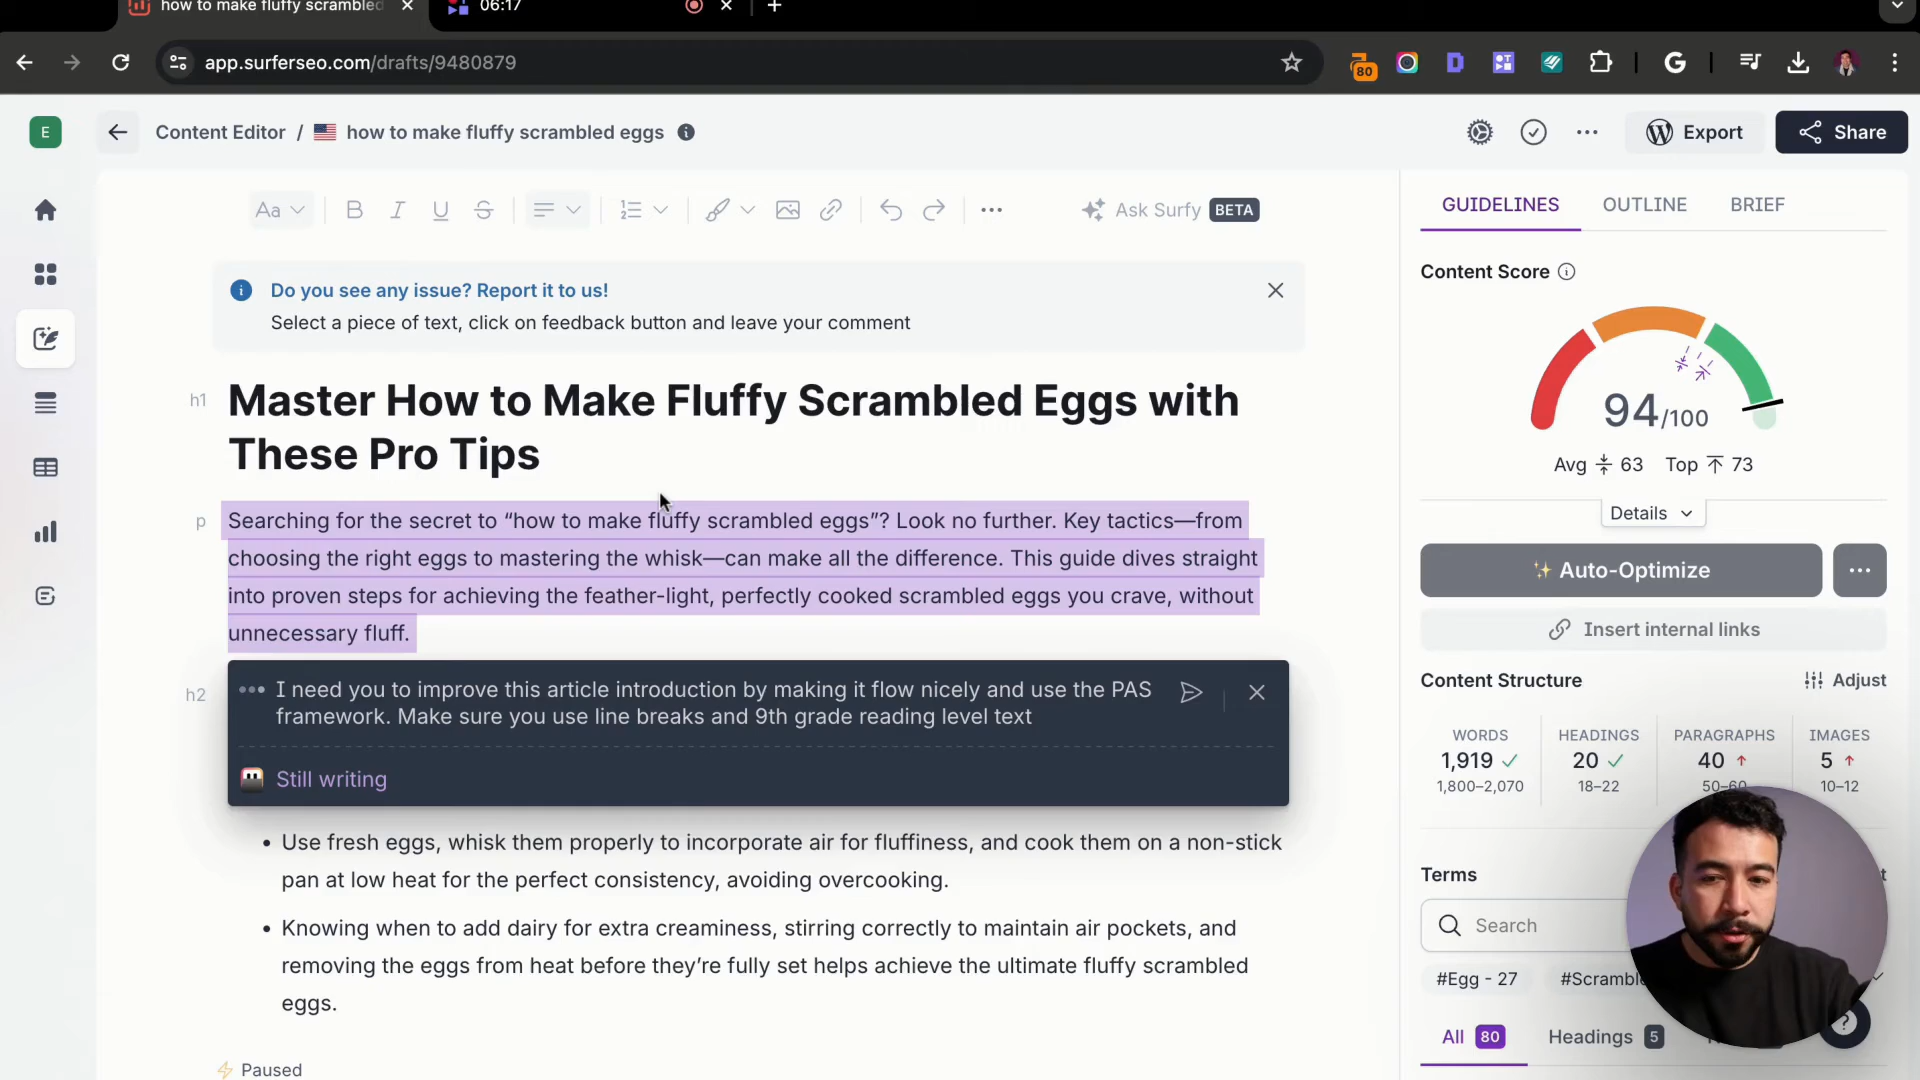 how to make fluffy scrambled
06:17
app.surferseo.com/drafts/9480879
80
E
Content Editor / how to make fluffy scrambled eggs
Export
Share
Aa
B I U S
Ask Surfy BETA
Do you see any issue? Report it to us!
Select a piece of text, click on feedback button and leave your comment
h1
Master How to Make Fluffy Scrambled Eggs with
These Pro Tips
p
Searching for the secret to “how to make fluffy scrambled eggs”? Look no further. Key tactics—from
choosing the right eggs to mastering the whisk—can make all the difference. This guide dives straight
into proven steps for achieving the feather-light, perfectly cooked scrambled eggs you crave, without
unnecessary fluff.
h2
I need you to improve this article introduction by making it flow nicely and use the PAS
framework. Make sure you use line breaks and 9th grade reading level text
Still writing
• Use fresh eggs, whisk them properly to incorporate air for fluffiness, and cook them on a non-stick
pan at low heat for the perfect consistency, avoiding overcooking.
• Knowing when to add dairy for extra creaminess, stirring correctly to maintain air pockets, and
removing the eggs from heat before they’re fully set helps achieve the ultimate fluffy scrambled
eggs.
Paused
GUIDELINES OUTLINE BRIEF
Content Score
94/100
Avg 63 Top 73
Details
Auto-Optimize
Insert internal links
Content Structure Adjust
WORDS HEADINGS PARAGRAPHS IMAGES
1,919 20 40 5
1,800–2,070 18–22 50–60 10–12
Terms
Search
#Egg - 27
All 80 Headings 5